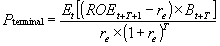 P_terminal = E_t[(ROE_{t+T+1} − r_e) × B_{t+T}] / r_e × (1 + r_e)^T